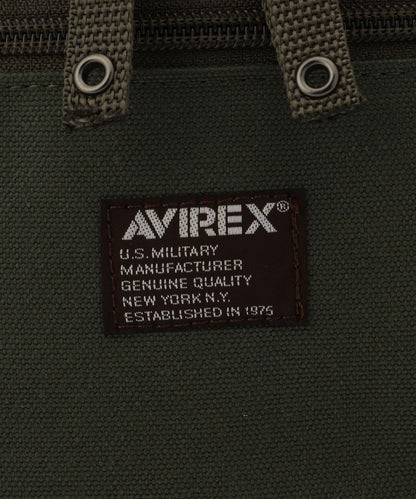 AVIREX®
U.S. MILITARY
MANUFACTURER
GENUINE QUALITY
NEW YORK N.Y.
ESTABLISHED IN 1975